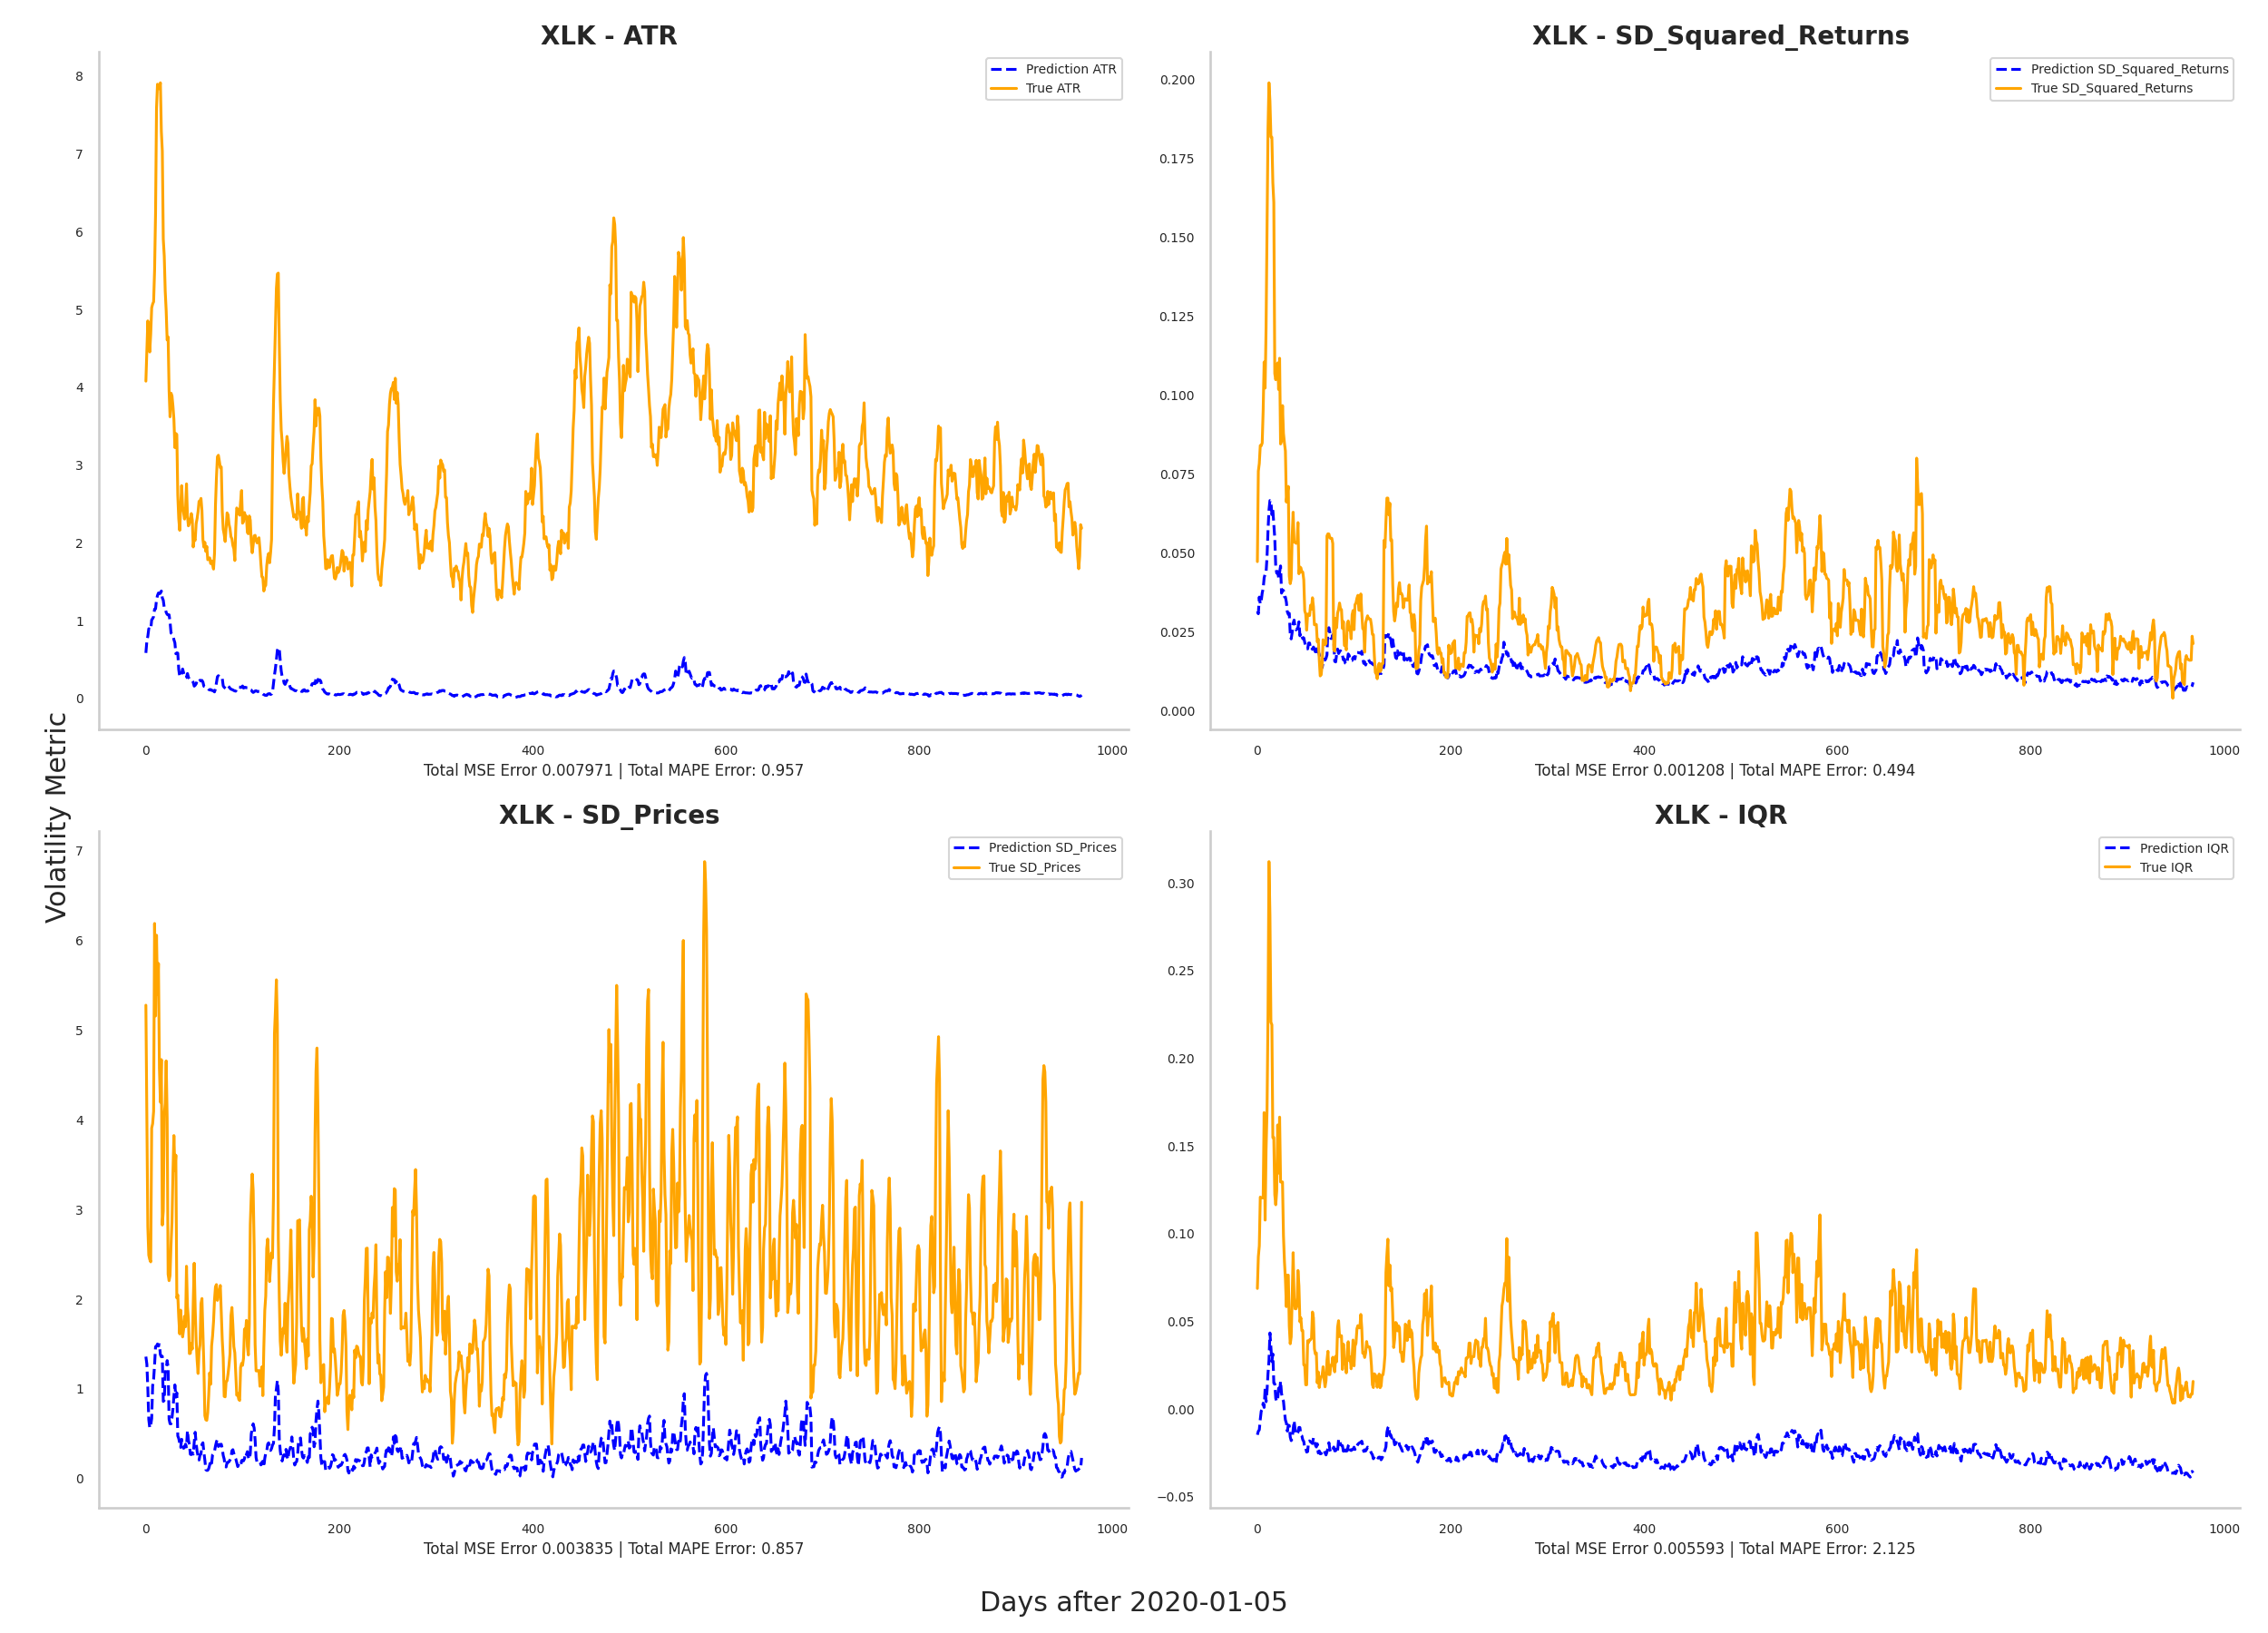 XLK - ATR
Prediction ATR
True ATR
8
7
6
5
4
3
2
1
0
0 200 400 600 800 1000
Total MSE Error 0.007971 | Total MAPE Error: 0.957
XLK - SD_Squared_Returns
Prediction SD_Squared_Returns
True SD_Squared_Returns
0.200
0.175
0.150
0.125
0.100
0.075
0.050
0.025
0.000
0 200 400 600 800 1000
Total MSE Error 0.001208 | Total MAPE Error: 0.494
Volatility Metric
XLK - SD_Prices
Prediction SD_Prices
True SD_Prices
7
6
5
4
3
2
1
0
0 200 400 600 800 1000
Total MSE Error 0.003835 | Total MAPE Error: 0.857
XLK - IQR
Prediction IQR
True IQR
0.30
0.25
0.20
0.15
0.10
0.05
0.00
−0.05
0 200 400 600 800 1000
Total MSE Error 0.005593 | Total MAPE Error: 2.125
Days after 2020-01-05